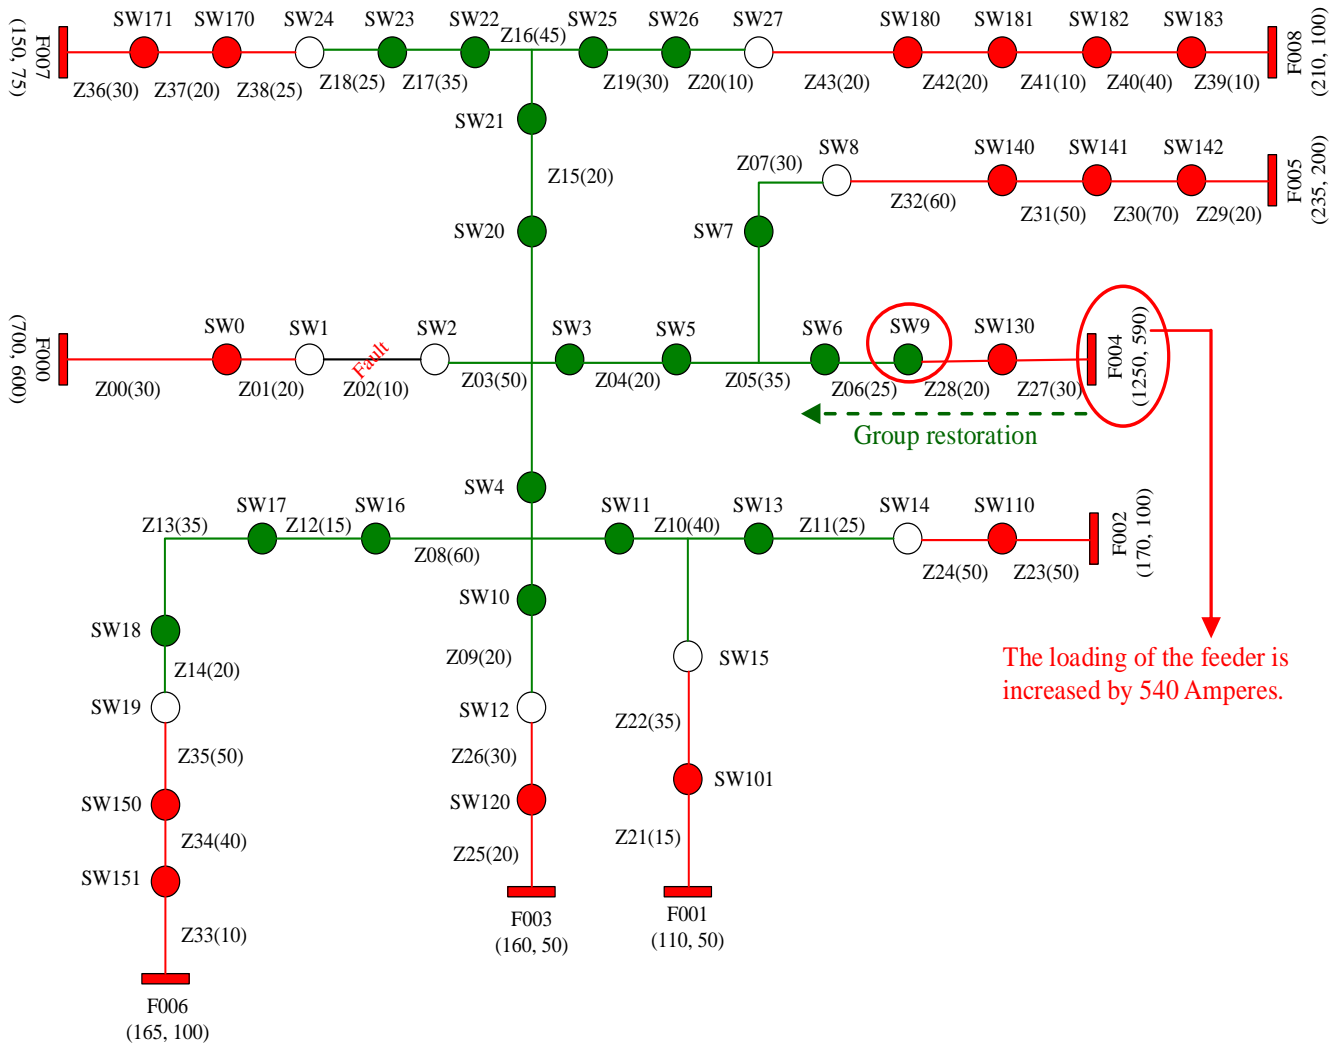 SW171
SW170
SW24
SW23
SW22
Z16(45)
SW25
SW26
SW27
SW180
SW181
SW182
SW183
F007
(150, 75)
Z36(30)
Z37(20)
Z38(25)
Z18(25)
Z17(35)
Z19(30)
Z20(10)
Z43(20)
Z42(20)
Z41(10)
Z40(40)
Z39(10)
F008
(210, 100)
SW21
Z15(20)
SW20
Z07(30)
SW8
SW140
SW141
SW142
Z32(60)
Z31(50)
Z30(70)
Z29(20)
F005
(235, 200)
SW7
F000
(700, 600)
SW0
SW1
Fault
SW2
SW3
SW5
SW6
SW9
SW130
Z00(30)
Z01(20)
Z02(10)
Z03(50)
Z04(20)
Z05(35)
Z06(25)
Z28(20)
Z27(30)
F004
(1250, 590)
Group restoration
SW4
SW17
SW16
SW11
SW13
SW14
SW110
Z13(35)
Z12(15)
Z08(60)
Z10(40)
Z11(25)
Z24(50)
Z23(50)
F002
(170, 100)
SW10
SW18
Z14(20)
Z09(20)
SW15
The loading of the feeder is
increased by 540 Amperes.
SW19
SW12
Z35(50)
Z26(30)
Z22(35)
SW150
SW120
SW101
Z34(40)
Z25(20)
Z21(15)
SW151
Z33(10)
F003
(160, 50)
F001
(110, 50)
F006
(165, 100)